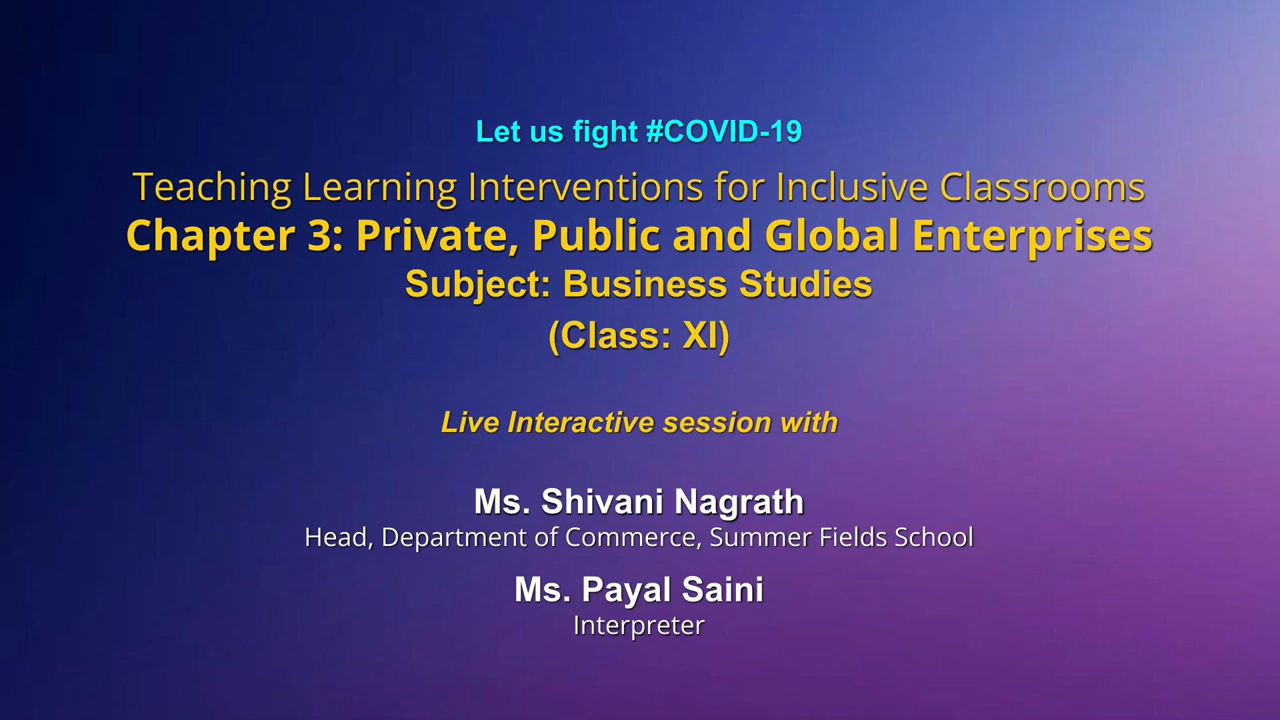 Let us fight #COVID-19
Teaching Learning Interventions for Inclusive Classrooms
Chapter 3: Private, Public and Global Enterprises
Subject: Business Studies
(Class: XI)
Live Interactive session with
Ms. Shivani Nagrath
Head, Department of Commerce, Summer Fields School
Ms. Payal Saini
Interpreter